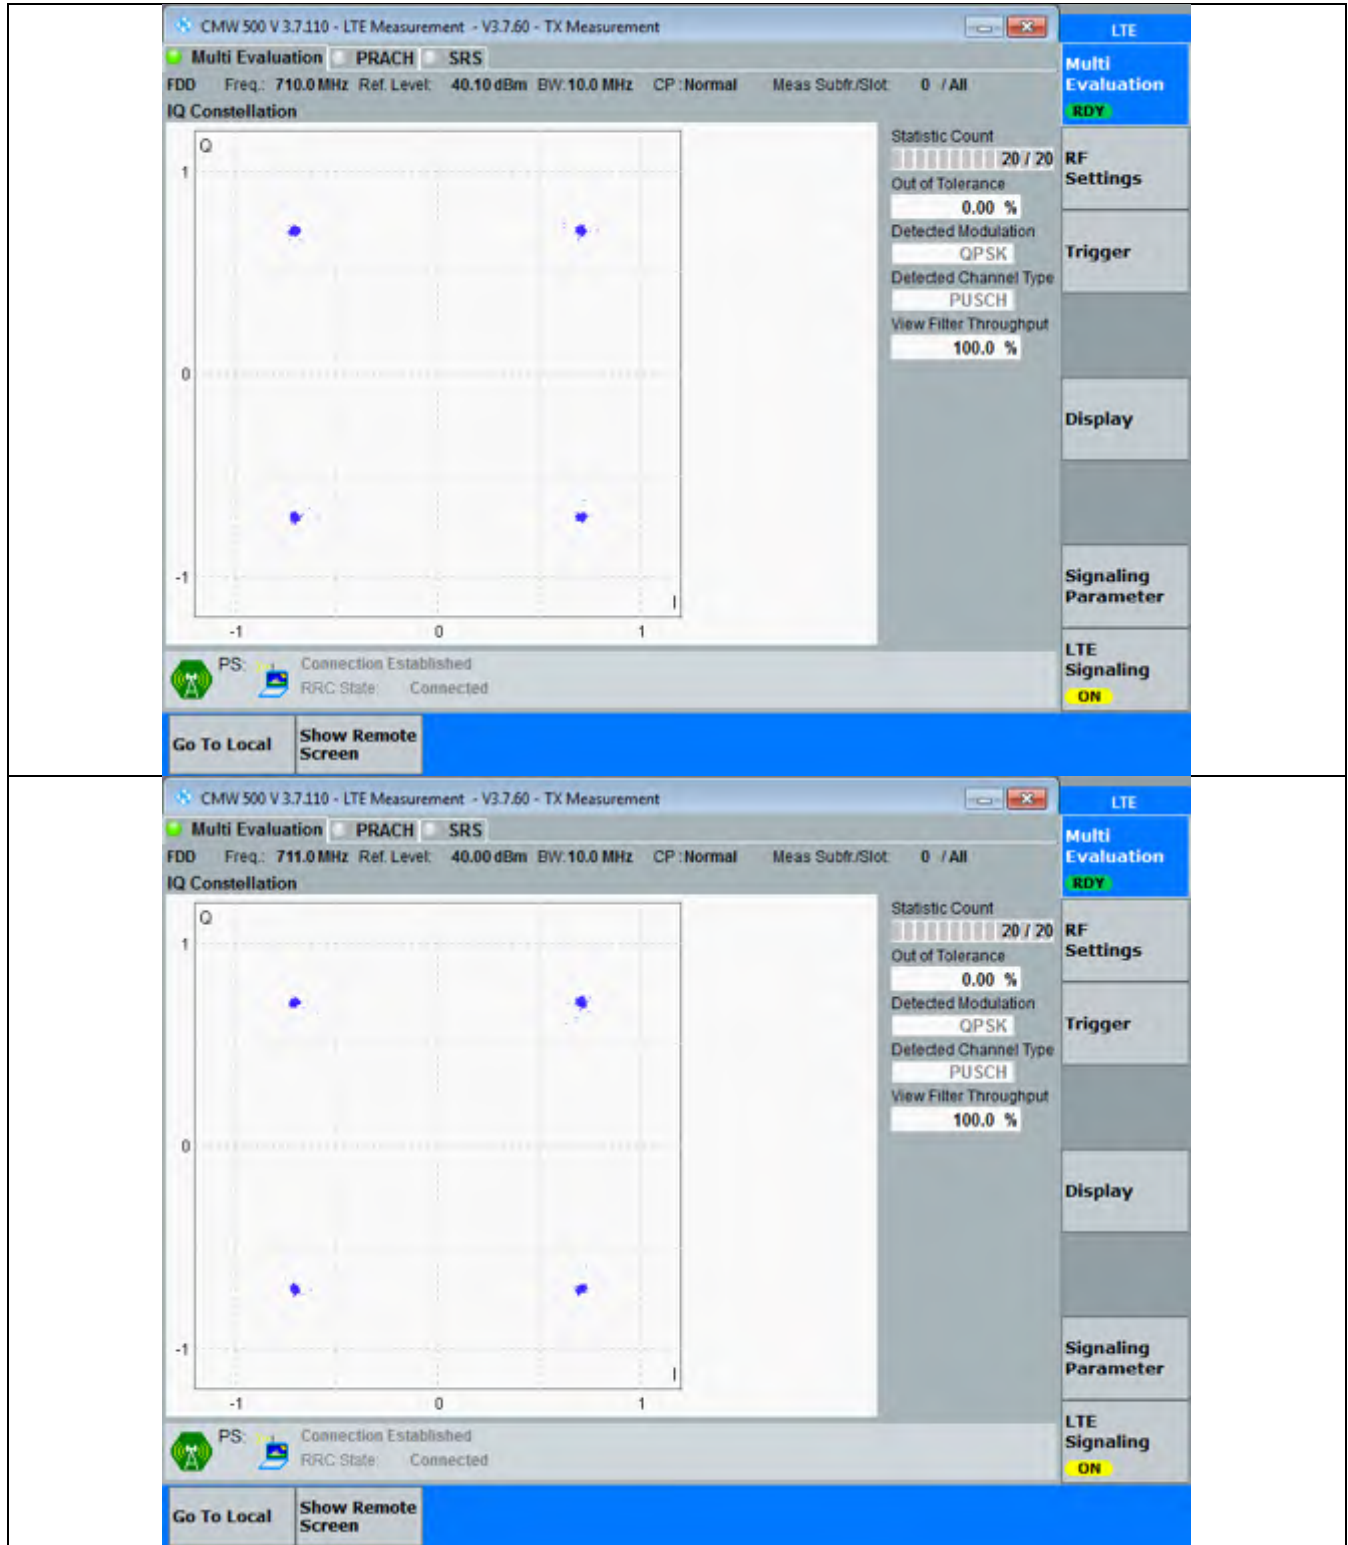 CMW 500 V 3.7.110 - LTE Measurement - V3.7.60 - TX Measurement
LTE
Multi Evaluation PRACH SRS
FDD Freq.: 710.0 MHz Ref. Level: 40.10 dBm BW: 10.0 MHz CP : Normal Meas Subfr./Slot: 0 / All
IQ Constellation
Multi
Evaluation
RDY
Q
1
0
-1
-1 0 1
I
Statistic Count
20 / 20
Out of Tolerance
0.00 %
Detected Modulation
QPSK
Detected Channel Type
PUSCH
View Filter Throughput
100.0 %
RF
Settings
Trigger
Display
Signaling
Parameter
LTE
Signaling
ON
PS: Connection Established
RRC State: Connected
Go To Local
Show Remote
Screen
CMW 500 V 3.7.110 - LTE Measurement - V3.7.60 - TX Measurement
LTE
Multi Evaluation PRACH SRS
FDD Freq.: 711.0 MHz Ref. Level: 40.00 dBm BW: 10.0 MHz CP : Normal Meas Subfr./Slot: 0 / All
IQ Constellation
Multi
Evaluation
RDY
Q
1
0
-1
-1 0 1
I
Statistic Count
20 / 20
Out of Tolerance
0.00 %
Detected Modulation
QPSK
Detected Channel Type
PUSCH
View Filter Throughput
100.0 %
RF
Settings
Trigger
Display
Signaling
Parameter
LTE
Signaling
ON
PS: Connection Established
RRC State: Connected
Go To Local
Show Remote
Screen